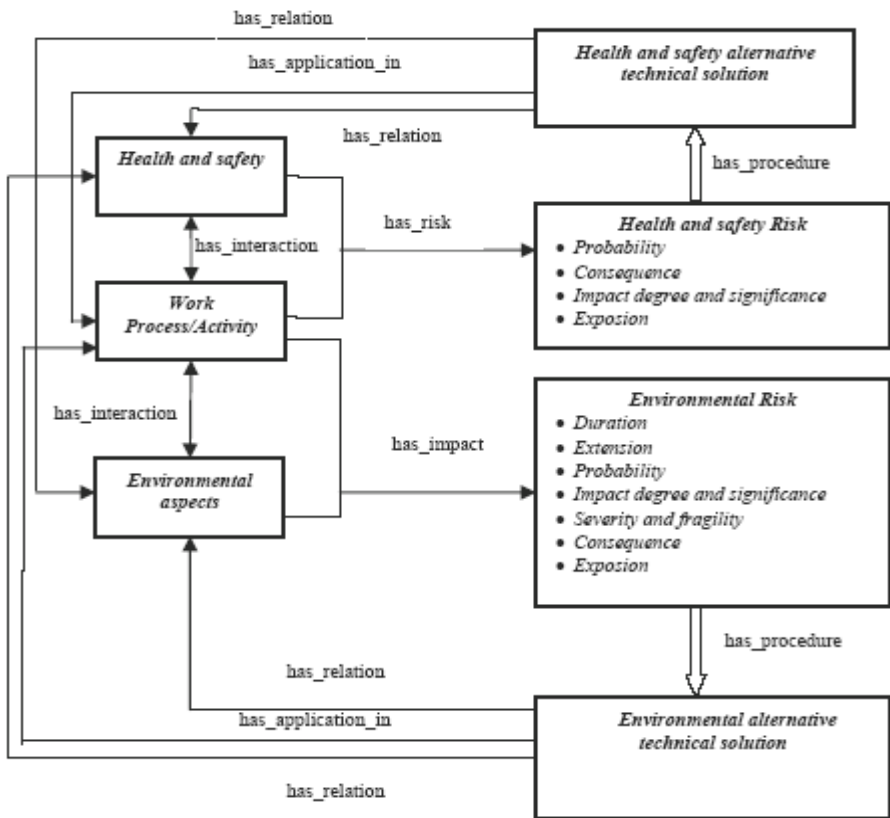 has_relation
Health and safety alternative
technical solution
has_application_in
has_relation
Health and safety
has_procedure
has_risk
Health and safety Risk
• Probability
• Consequence
• Impact degree and significance
• Exposion
has_interaction
Work
Process/Activity
has_interaction
has_impact
Environmental Risk
• Duration
• Extension
• Probability
• Impact degree and significance
• Severity and fragility
• Consequence
• Exposion
Environmental
aspects
has_procedure
has_relation
has_application_in
Environmental alternative
technical solution
has_relation